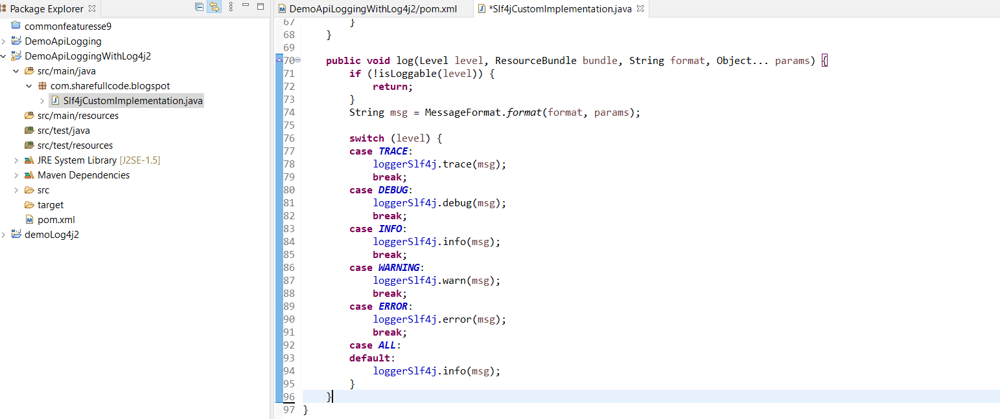 Package Explorer
commonfeaturesse9
DemoApiLogging
DemoApiLoggingWithLog4j2
src/main/java
com.sharefullcode.blogspot
Slf4jCustomImplementation.java
src/main/resources
src/test/java
src/test/resources
JRE System Library [J2SE-1.5]
Maven Dependencies
src
target
pom.xml
demoLog4j2
DemoApiLoggingWithLog4j2/pom.xml
*Slf4jCustomImplementation.java
67 }
68 }
69
70 public void log(Level level, ResourceBundle bundle, String format, Object... params) {
71 if (!isLoggable(level)) {
72 return;
73 }
74 String msg = MessageFormat.format(format, params);
75
76 switch (level) {
77 case TRACE:
78 loggerSlf4j.trace(msg);
79 break;
80 case DEBUG:
81 loggerSlf4j.debug(msg);
82 break;
83 case INFO:
84 loggerSlf4j.info(msg);
85 break;
86 case WARNING:
87 loggerSlf4j.warn(msg);
88 break;
89 case ERROR:
90 loggerSlf4j.error(msg);
91 break;
92 case ALL:
93 default:
94 loggerSlf4j.info(msg);
95 }
96 }
97 }